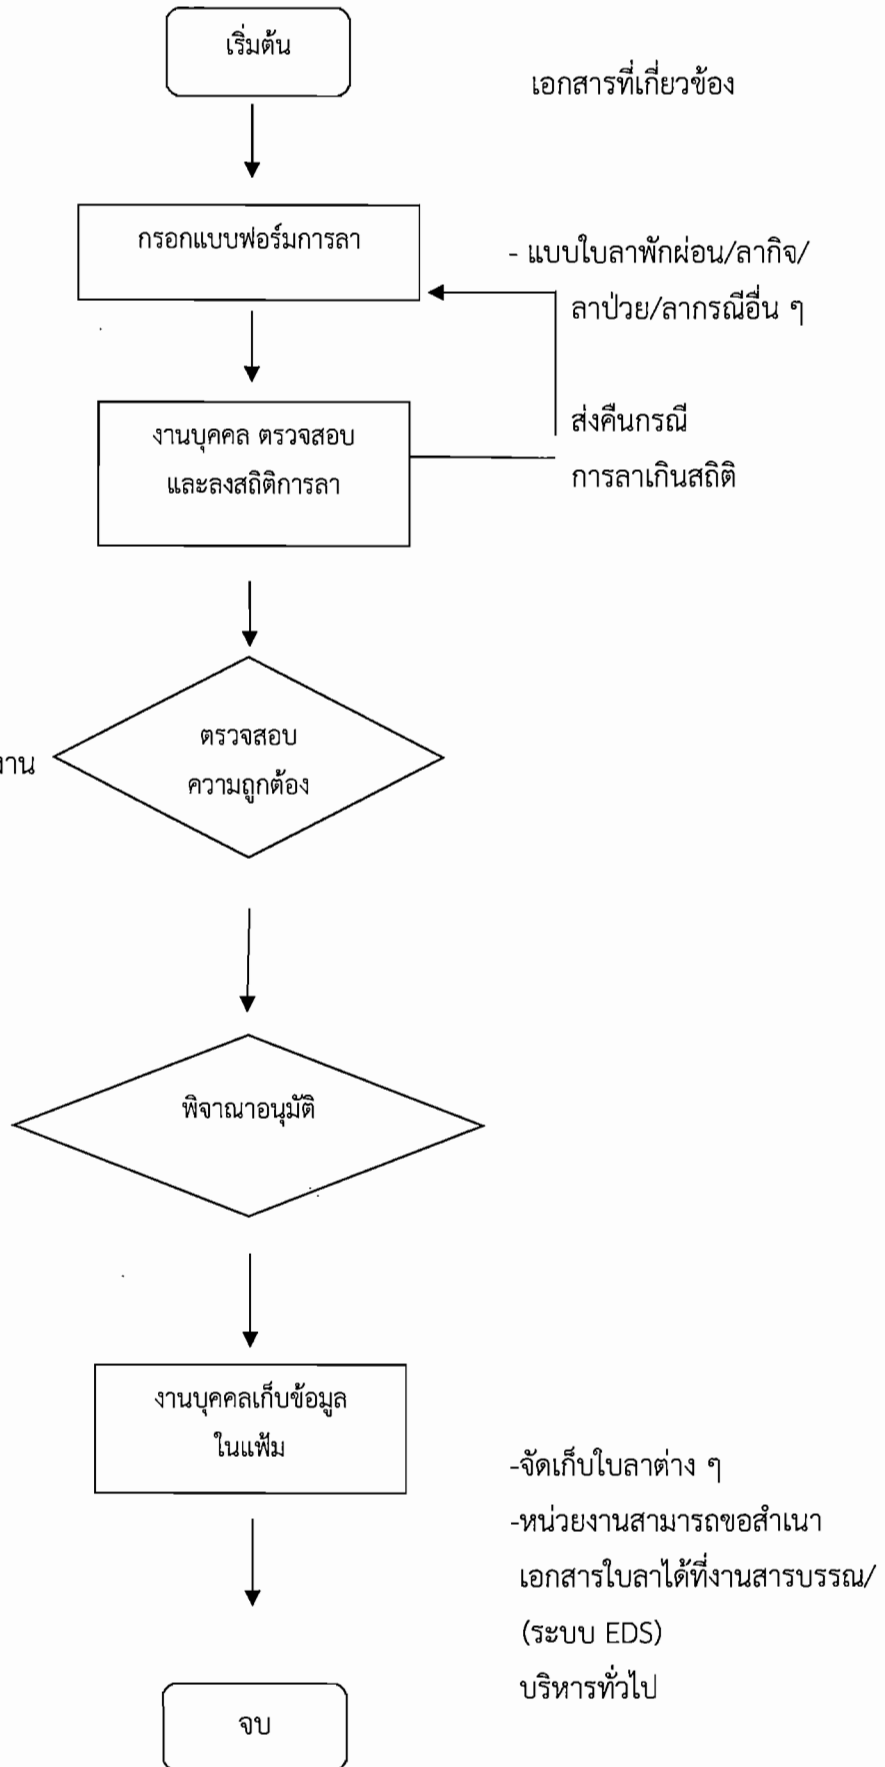 เริ่มต้น
เอกสารที่เกี่ยวข้อง
กรอกแบบฟอร์มการลา
- แบบใบลาพักผ่อน/ลากิจ/
ลาป่วย/ลากรณีอื่น ๆ
งานบุคคล ตรวจสอบ
และลงสถิติการลา
ส่งคืนกรณี
การลาเกินสถิติ
ตรวจสอบ
ความถูกต้อง
พิจาณาอนุมัติ
งานบุคคลเก็บข้อมูล
ในแฟ้ม
-จัดเก็บใบลาต่าง ๆ
-หน่วยงานสามารถขอสำเนา
เอกสารใบลาได้ที่งานสารบรรณ/
(ระบบ EDS)
บริหารทั่วไป
จบ